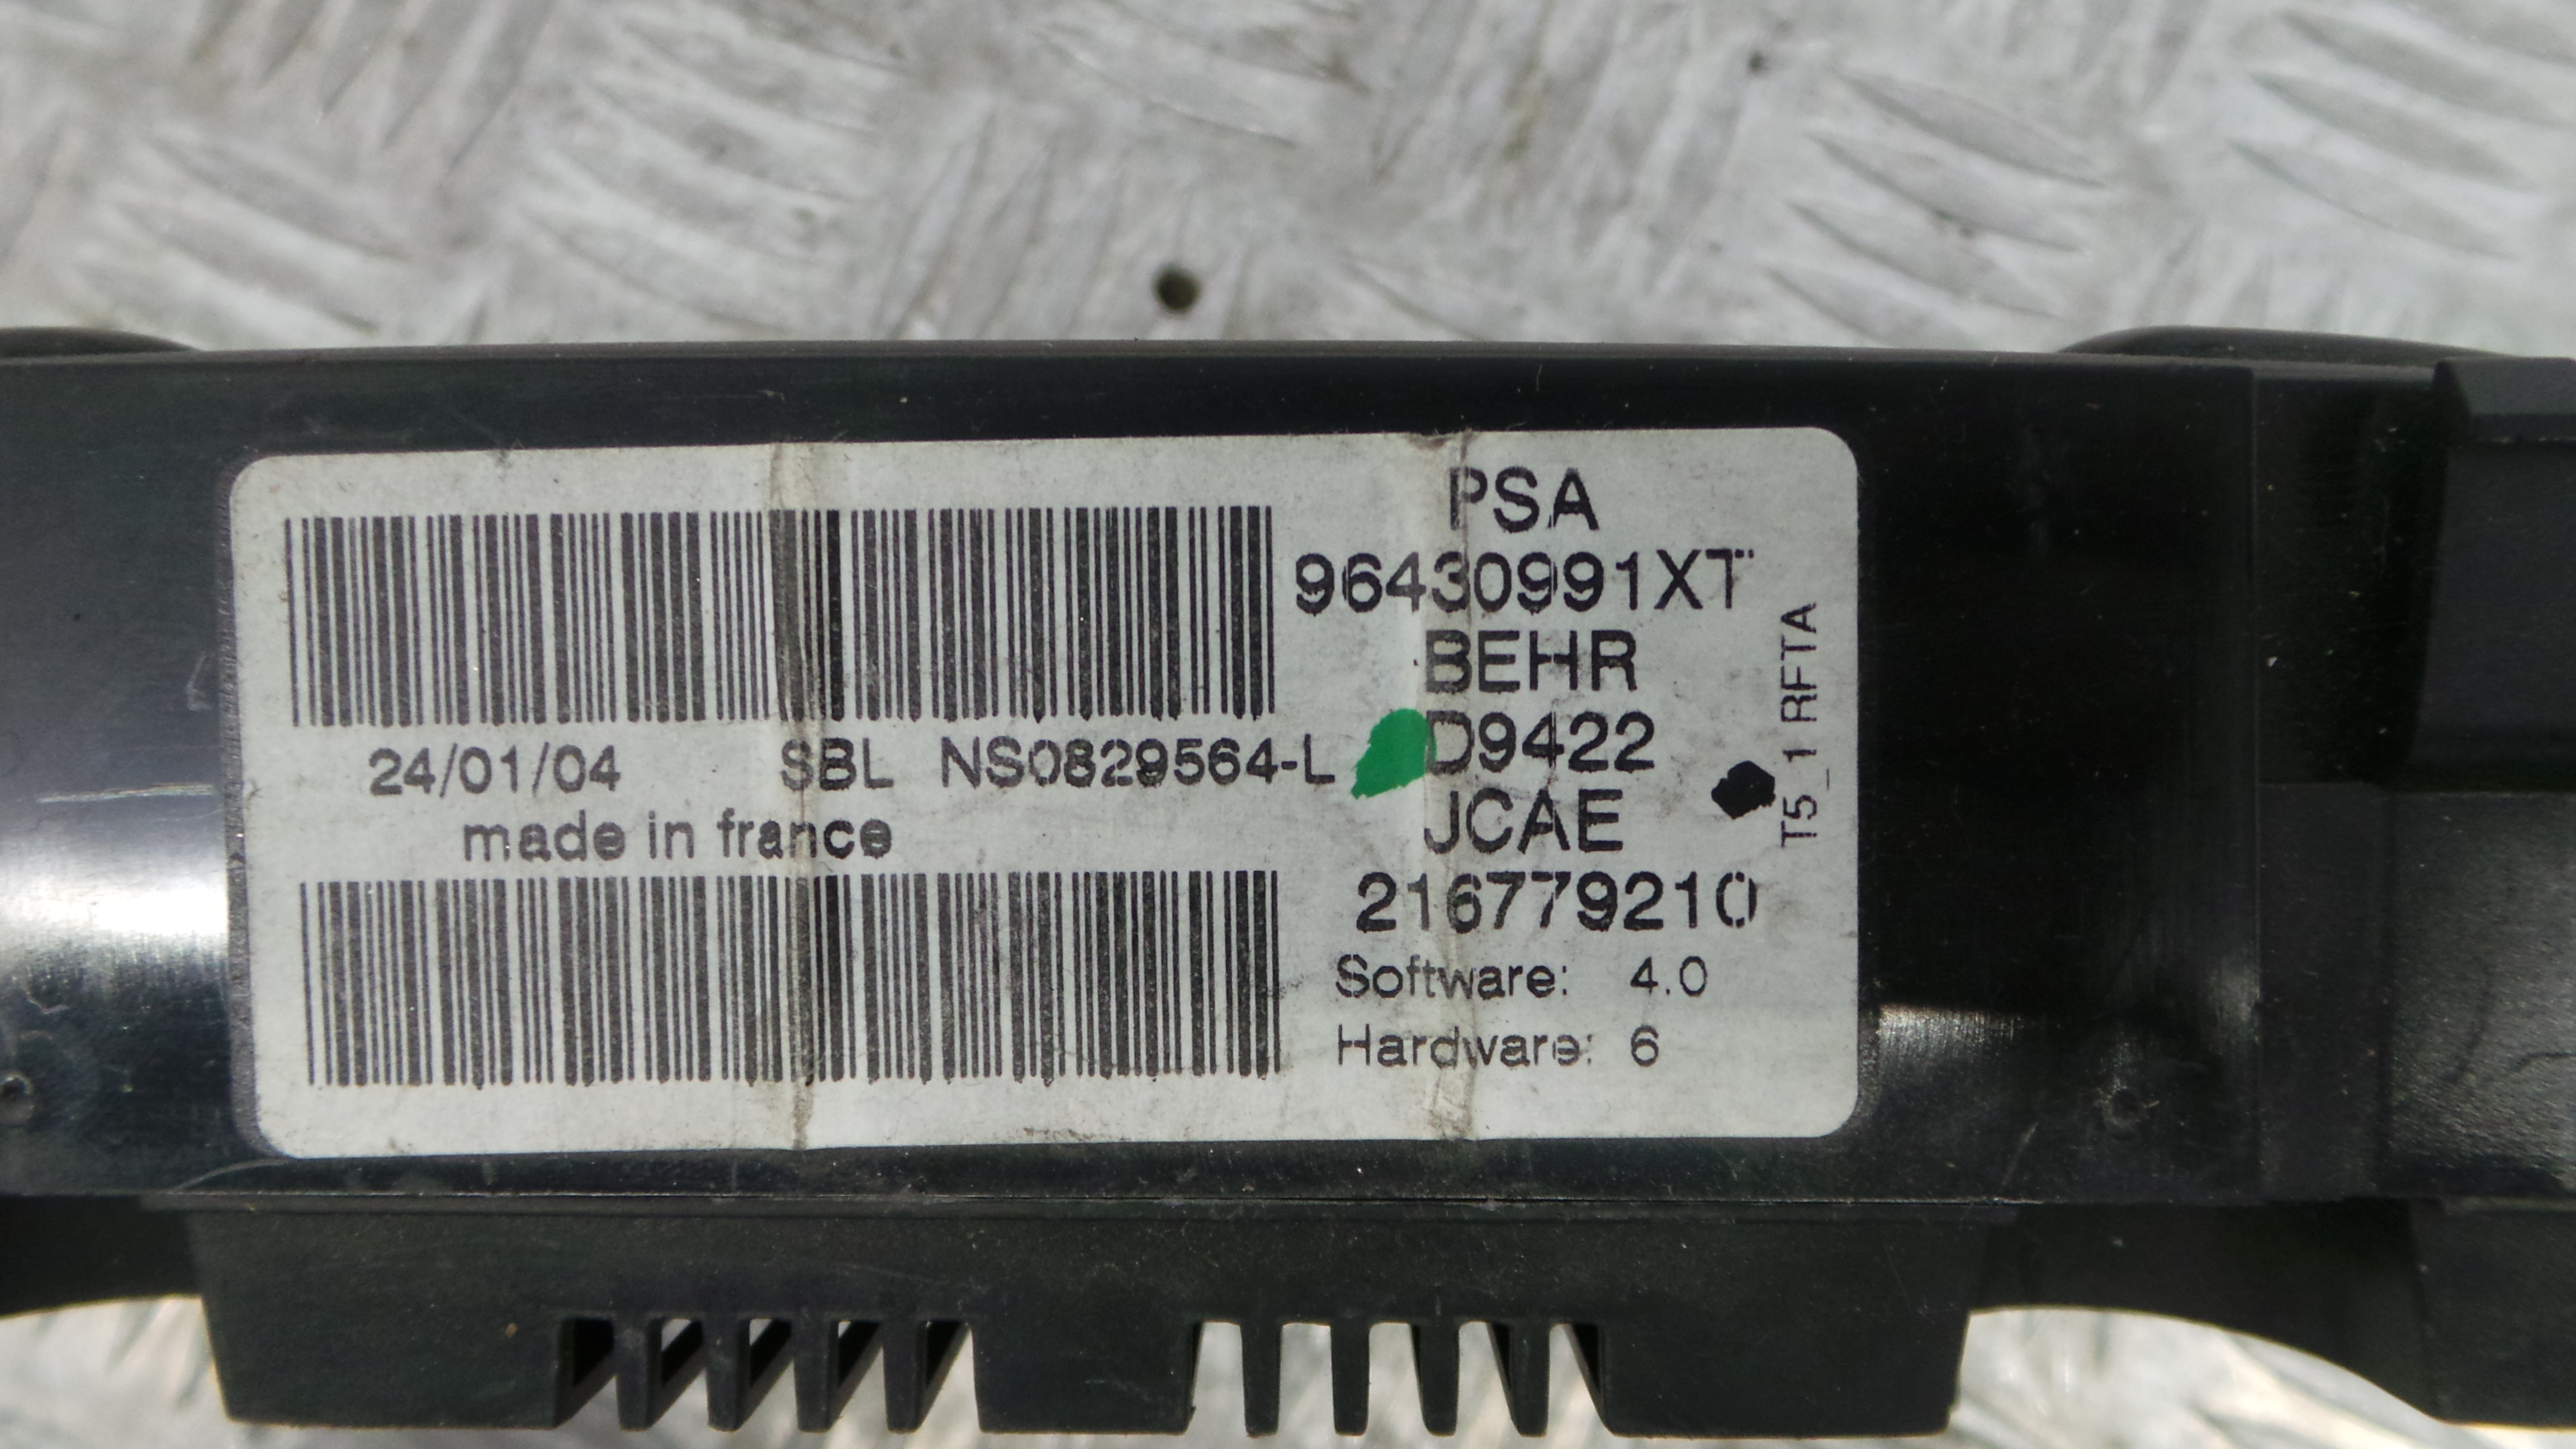 PSA
96430991XT
BEHR
D9422
JCAE
216779210
Software: 4.0
Hardware: 6
T5_1 RFTA
24/01/04 SBL NS0829564-L
made in france